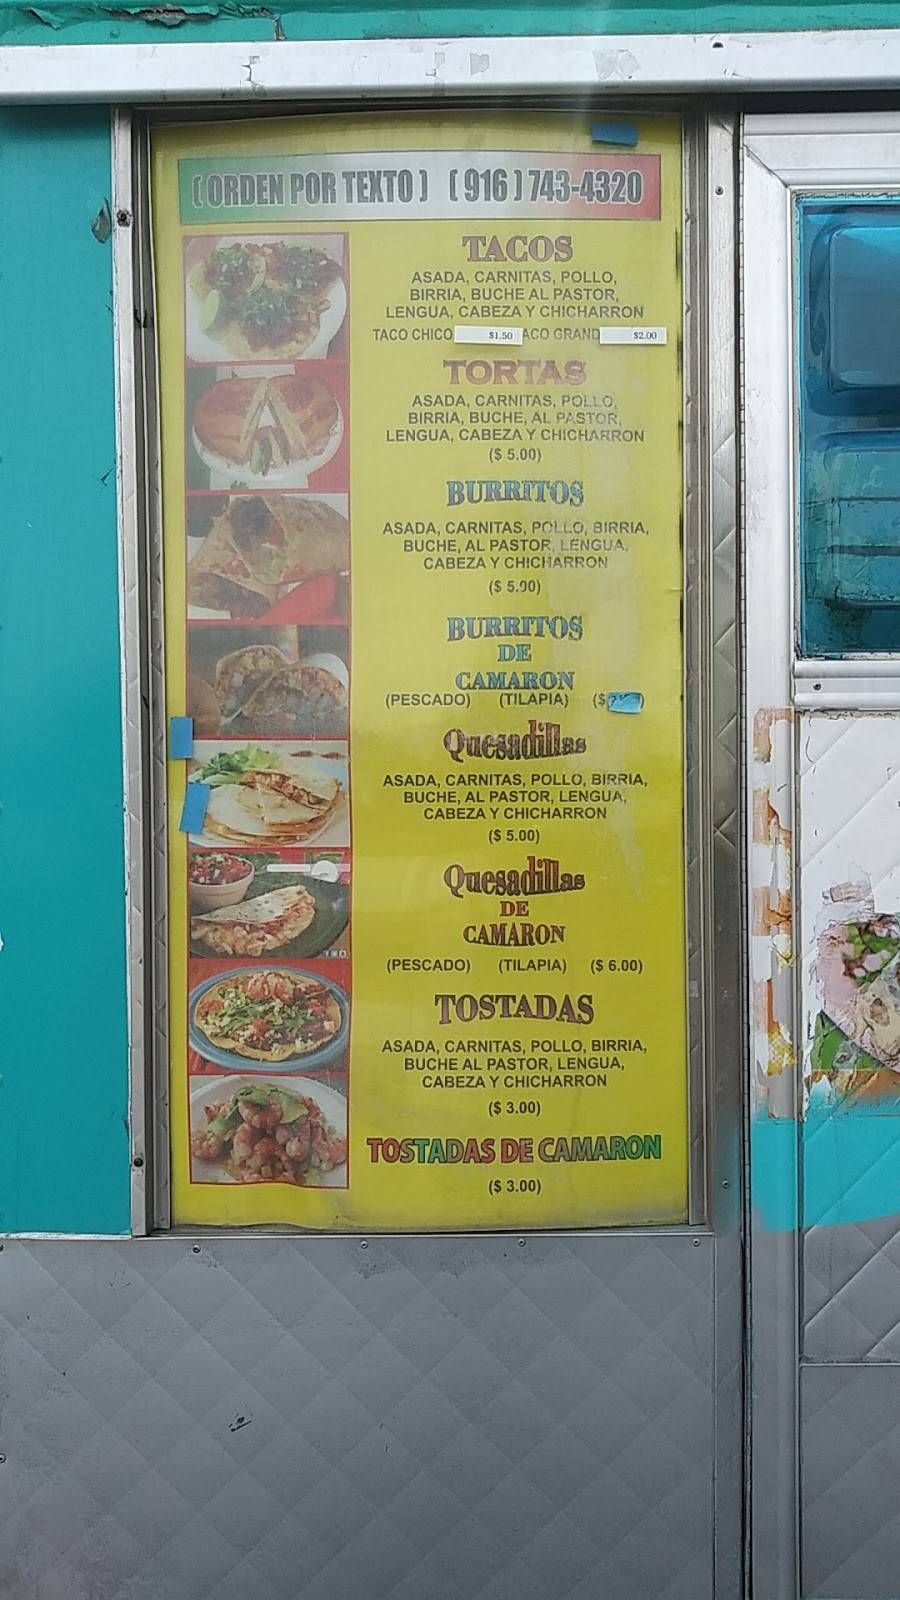 (ORDEN POR TEXTO) (916) 743-4320
TACOS
ASADA, CARNITAS, POLLO,
BIRRIA, BUCHE AL PASTOR,
LENGUA, CABEZA Y CHICHARRON
TACO CHICO $1.50 ACO GRAND $2.00
TORTAS
ASADA, CARNITAS, POLLO,
BIRRIA, BUCHE, AL PASTOR,
LENGUA, CABEZA Y CHICHARRON
($ 5.00)
BURRITOS
ASADA, CARNITAS, POLLO, BIRRIA,
BUCHE, AL PASTOR, LENGUA,
CABEZA Y CHICHARRON
($ 5.00)
BURRITOS
DE
CAMARON
(PESCADO) (TILAPIA) ($
Quesadillas
ASADA, CARNITAS, POLLO, BIRRIA,
BUCHE, AL PASTOR, LENGUA,
CABEZA Y CHICHARRON
($ 5.00)
Quesadillas
DE
CAMARON
(PESCADO) (TILAPIA) ($ 6.00)
TOSTADAS
ASADA, CARNITAS, POLLO, BIRRIA,
BUCHE AL PASTOR, LENGUA,
CABEZA Y CHICHARRON
($ 3.00)
TOSTADAS DE CAMARON
($ 3.00)